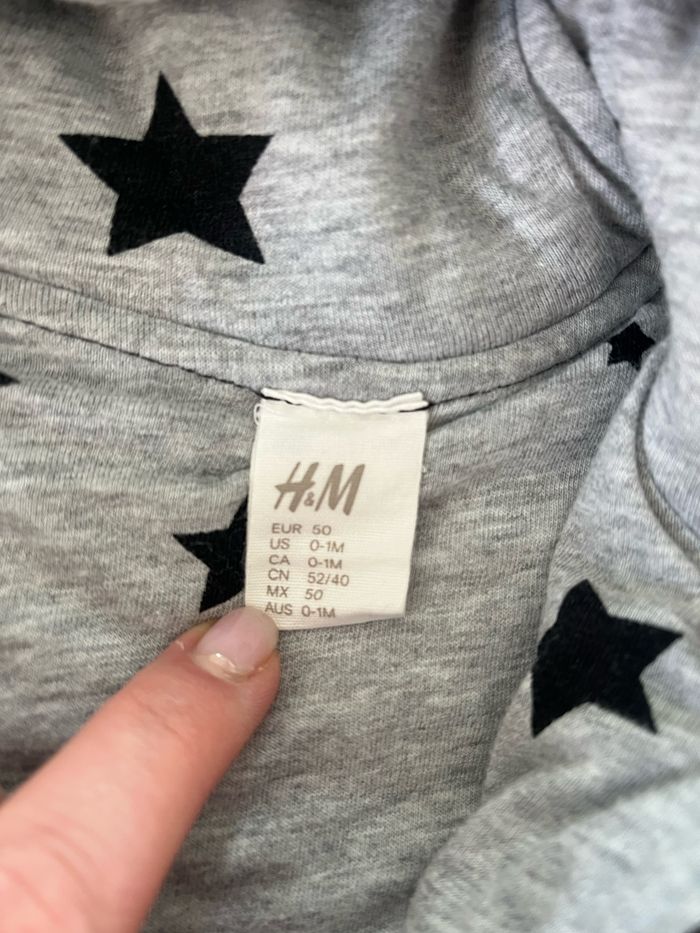 H&M
EUR 50
US 0-1M
CA 0-1M
CN 52/40
MX 50
AUS 0-1M